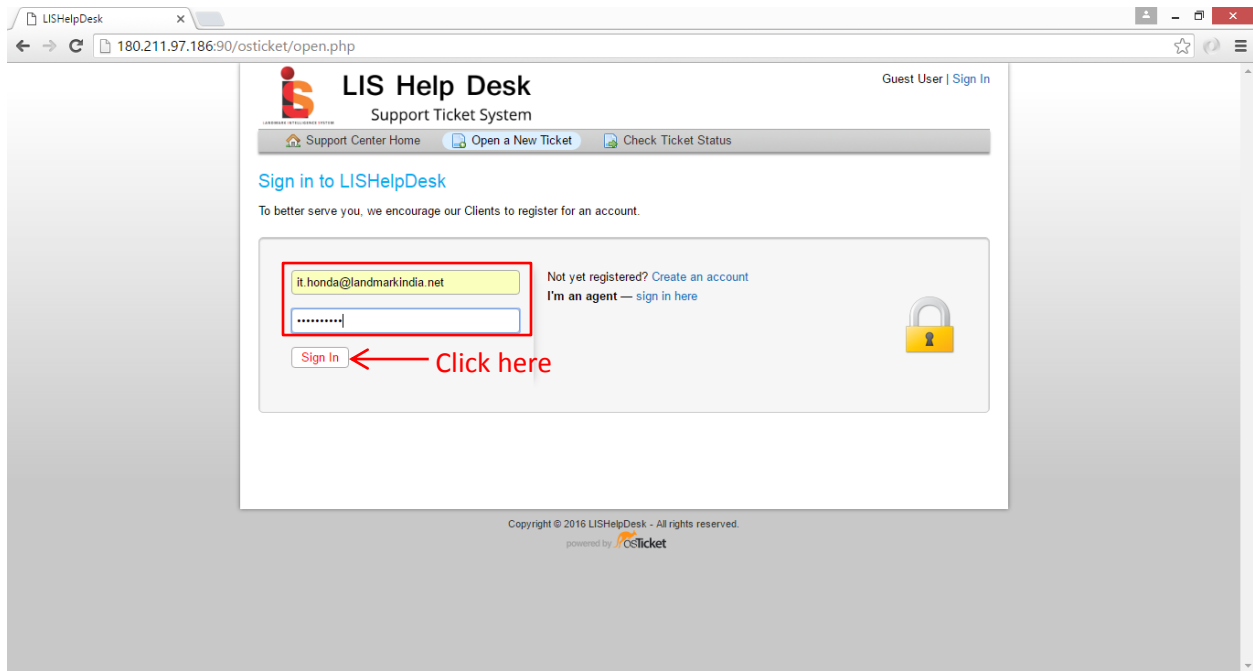 LISHelpDesk
180.211.97.186:90/osticket/open.php
LIS Help Desk
Support Ticket System
LANDMARK INTELLIGENCE SYSTEM
Guest User | Sign In
Support Center Home
Open a New Ticket
Check Ticket Status
Sign in to LISHelpDesk
To better serve you, we encourage our Clients to register for an account.
it.honda@landmarkindia.net
••••••••••
Not yet registered? Create an account
I'm an agent — sign in here
Sign In
Click here
Copyright © 2016 LISHelpDesk - All rights reserved.
powered by osTicket